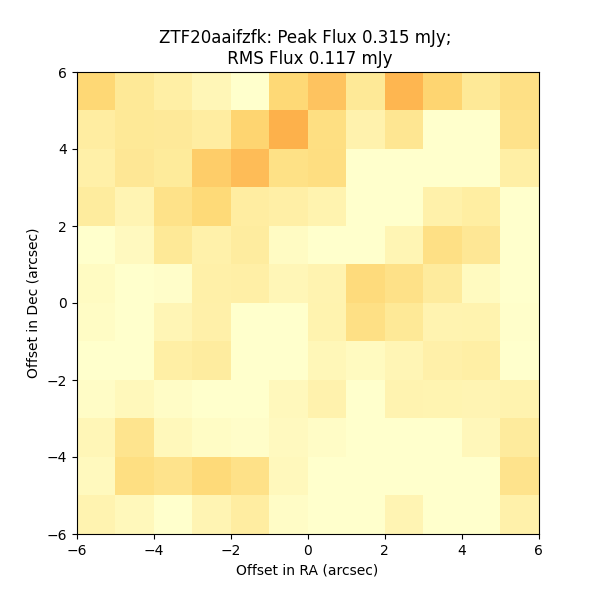 ZTF20aaifzfk: Peak Flux 0.315 mJy;
RMS Flux 0.117 mJy
6
4
2
0
−2
−4
−6
Offset in Dec (arcsec)
−6 −4 −2 0 2 4 6
Offset in RA (arcsec)